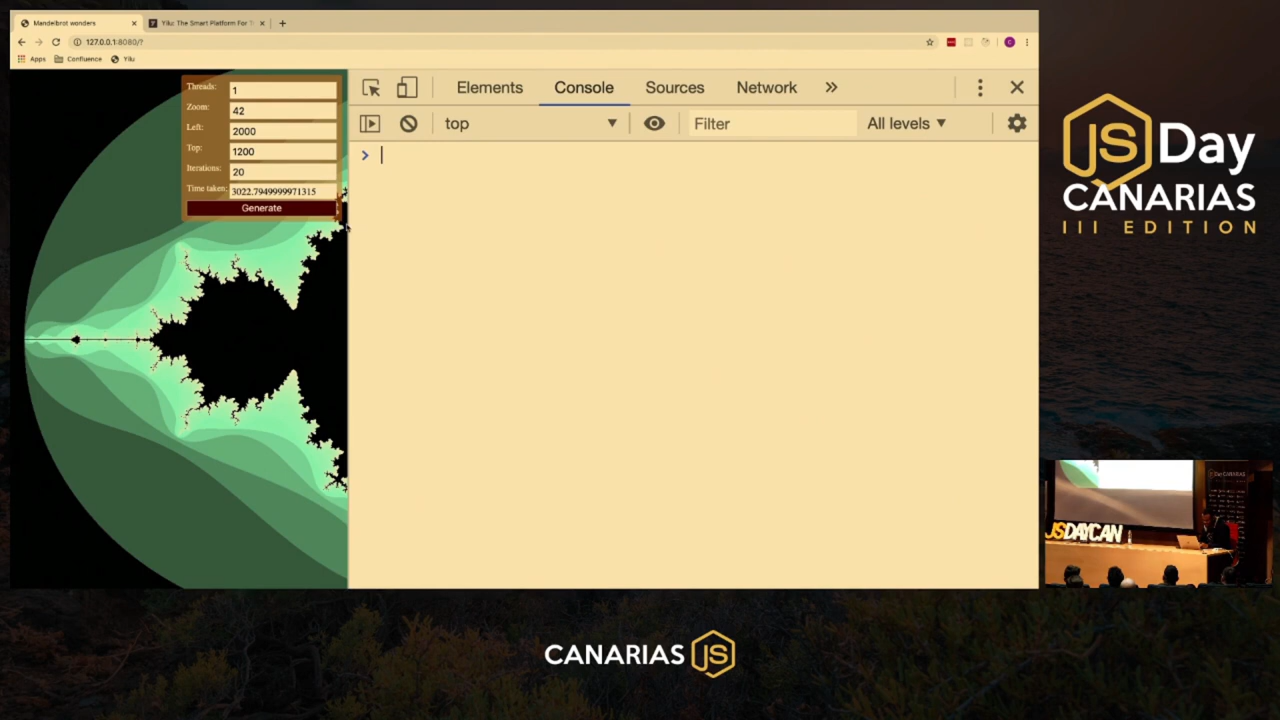 Mandelbrot wonders
Yilu: The Smart Platform For
127.0.0.1:8080/?
Apps Confluence Yilu
Threads: 1
Zoom: 42
Left: 2000
Top: 1200
Iterations: 20
Time taken: 3022.7949999971315
Generate
Elements Console Sources Network »
top Filter All levels
>
JS Day
CANARIAS
III EDITION
Day CANARIAS
JSDAYCAN
CANARIAS JS